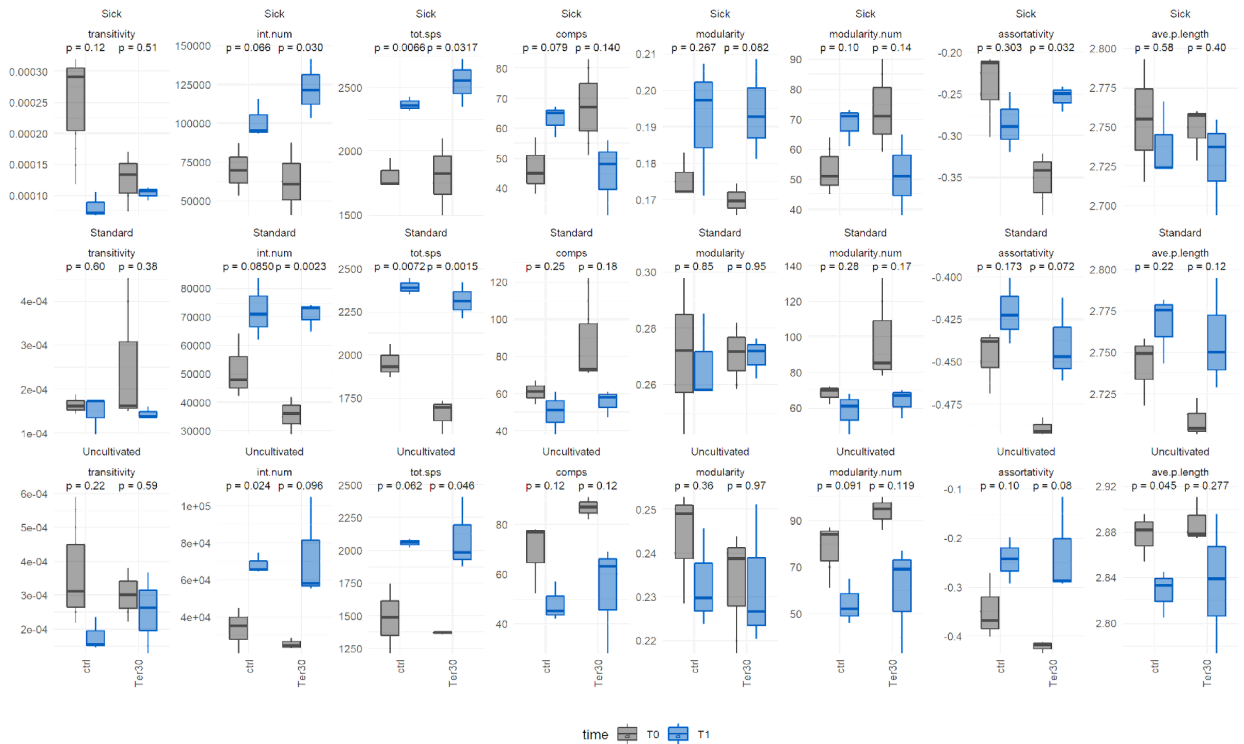 Sick Sick Sick Sick Sick Sick Sick Sick
transitivity int.num tot.sps comps modularity modularity.num assortativity ave.p.length
p = 0.12 p = 0.51 p = 0.066 p = 0.030 p = 0.0066 p = 0.0317 p = 0.079 p = 0.140 p = 0.267 p = 0.082 p = 0.10 p = 0.14 p = 0.303 p = 0.032 p = 0.58 p = 0.40
0.00030 0.00025 0.00020 0.00015 0.00010
150000 125000 100000 75000 50000
2500 2000 1500
80 70 60 50 40
0.21 0.20 0.19 0.18 0.17
90 80 70 60 50 40
-0.20 -0.25 -0.30 -0.35
2.800 2.775 2.750 2.725 2.700
Standard Standard Standard Standard Standard Standard Standard Standard
transitivity int.num tot.sps comps modularity modularity.num assortativity ave.p.length
p = 0.60 p = 0.38 p = 0.0850 p = 0.0023 p = 0.0072 p = 0.0015 p = 0.25 p = 0.18 p = 0.85 p = 0.95 p = 0.28 p = 0.17 p = 0.173 p = 0.072 p = 0.22 p = 0.12
4e-04 3e-04 2e-04 1e-04
80000 70000 60000 50000 40000 30000
2500 2250 2000 1750
120 100 80 60 40
0.30 0.28 0.26
140 120 100 80 60
-0.400 -0.425 -0.450 -0.475
2.800 2.775 2.750 2.725
Uncultivated Uncultivated Uncultivated Uncultivated Uncultivated Uncultivated Uncultivated Uncultivated
transitivity int.num tot.sps comps modularity modularity.num assortativity ave.p.length
p = 0.22 p = 0.59 p = 0.024 p = 0.096 p = 0.062 p = 0.046 p = 0.12 p = 0.12 p = 0.36 p = 0.97 p = 0.091 p = 0.119 p = 0.10 p = 0.08 p = 0.045 p = 0.277
6e-04 5e-04 4e-04 3e-04 2e-04
1e+05 8e+04 6e+04 4e+04
2500 2250 2000 1750 1500 1250
80 60 40
0.25 0.24 0.23 0.22
90 70 50
-0.1 -0.2 -0.3 -0.4
2.92 2.88 2.84 2.80
ctrl Ter30 ctrl Ter30 ctrl Ter30 ctrl Ter30 ctrl Ter30 ctrl Ter30 ctrl Ter30 ctrl Ter30
time T0 T1